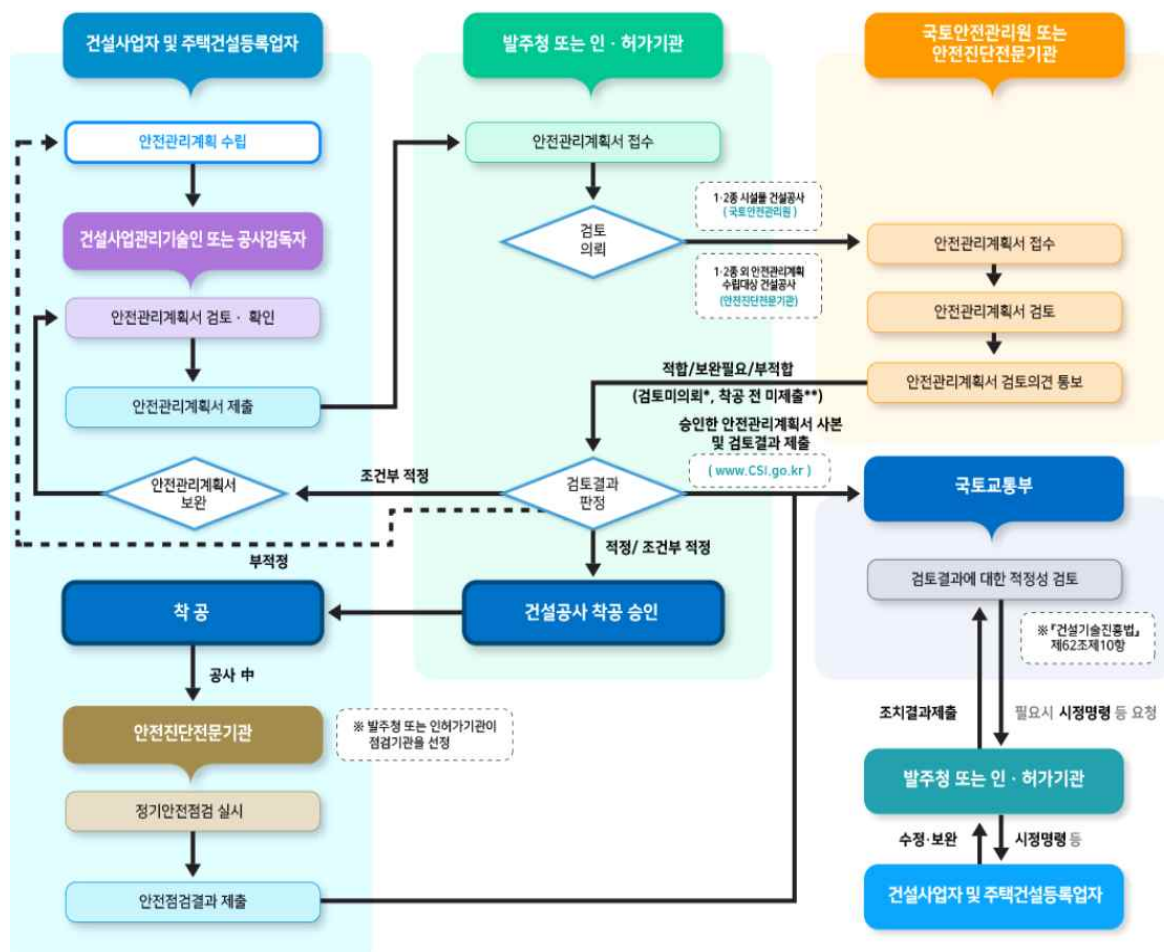 건설사업자 및 주택건설등록업자
발주청 또는 인 · 허가기관
국토안전관리원 또는
안전진단전문기관
안전관리계획 수립
안전관리계획서 접수
1·2종 시설물 건설공사
( 국토안전관리원 )
건설사업관리기술인 또는 공사감독자
검토
의뢰
안전관리계획서 접수
1·2종 외 안전관리계획
수립대상 건설공사
(안전진단전문기관)
안전관리계획서 검토 · 확인
안전관리계획서 검토
적합/보완필요/부적합
안전관리계획서 검토의견 통보
(검토미의뢰*, 착공 전 미제출**)
안전관리계획서 제출
승인한 안전관리계획서 사본
및 검토결과 제출
( www.CSI.go.kr )
조건부 적정
안전관리계획서
보완
검토결과
판정
국토교통부
적정/ 조건부 적정
부적정
검토결과에 대한 적정성 검토
착 공
건설공사 착공 승인
※ 「건설기술진흥법」
제62조제10항
공사 中
조치결과제출
필요시 시정명령 등 요청
안전진단전문기관
※ 발주청 또는 인허가기관이
점검기관을 선정
발주청 또는 인 · 허가기관
정기안전점검 실시
수정·보완
시정명령 등
안전점검결과 제출
건설사업자 및 주택건설등록업자